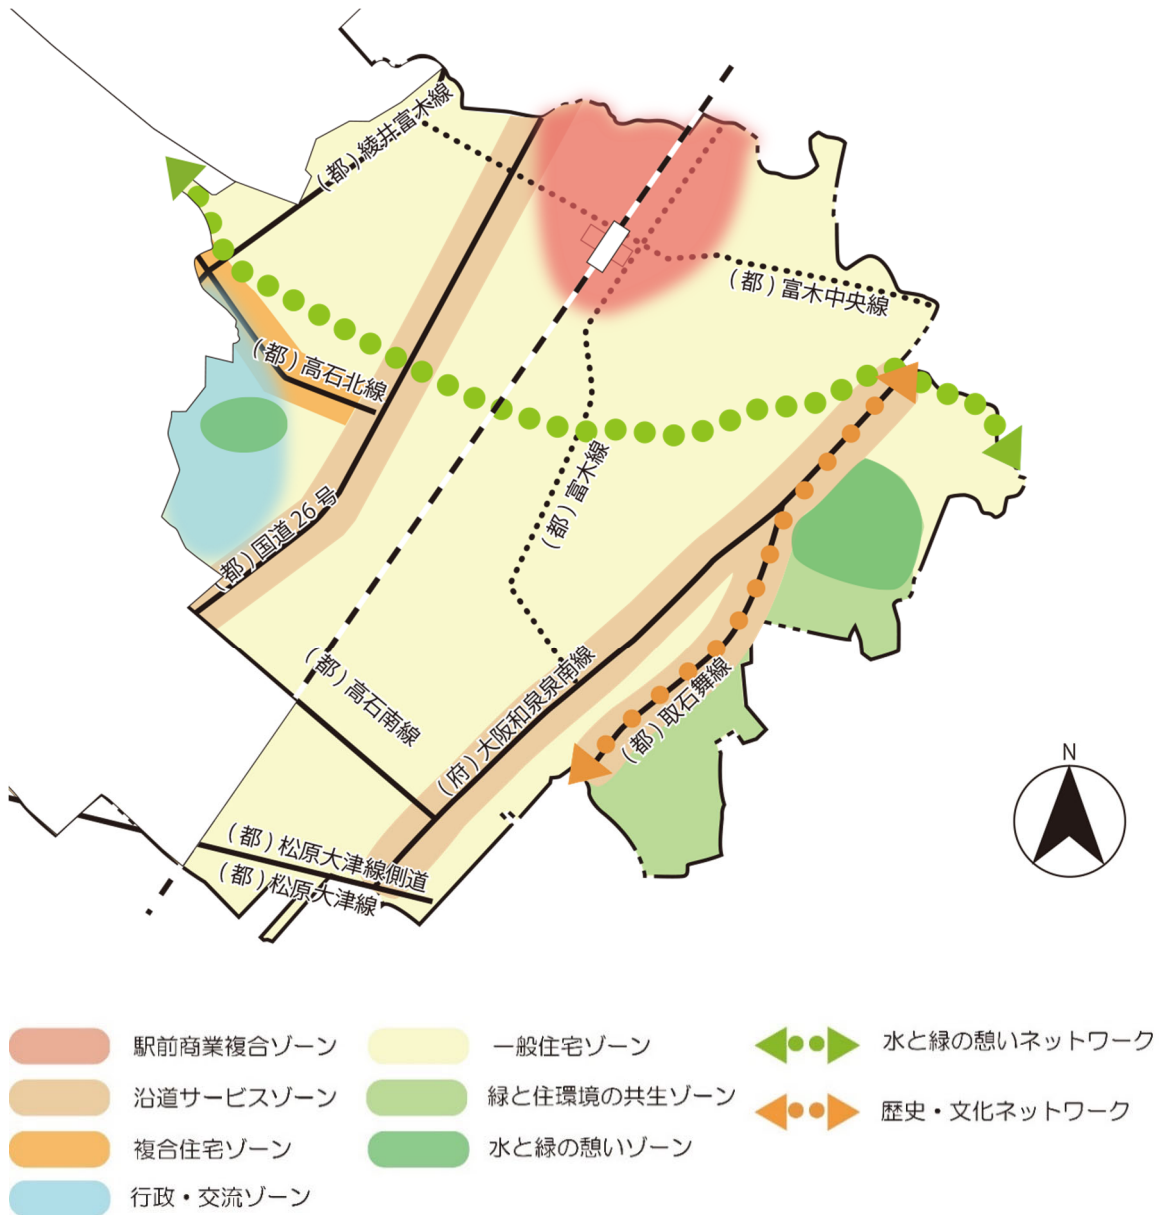 (都)綾井富木線
(都)富木中央線
(都)高石北線
(都)富木線
(都)国道26号
(都)高石南線
(府)大阪和泉泉南線
(都)取石舞線
(都)松原大津線側道
(都)松原大津線
N
駅前商業複合ゾーン
一般住宅ゾーン
水と緑の憩いネットワーク
沿道サービスゾーン
緑と住環境の共生ゾーン
歴史・文化ネットワーク
複合住宅ゾーン
水と緑の憩いゾーン
行政・交流ゾーン